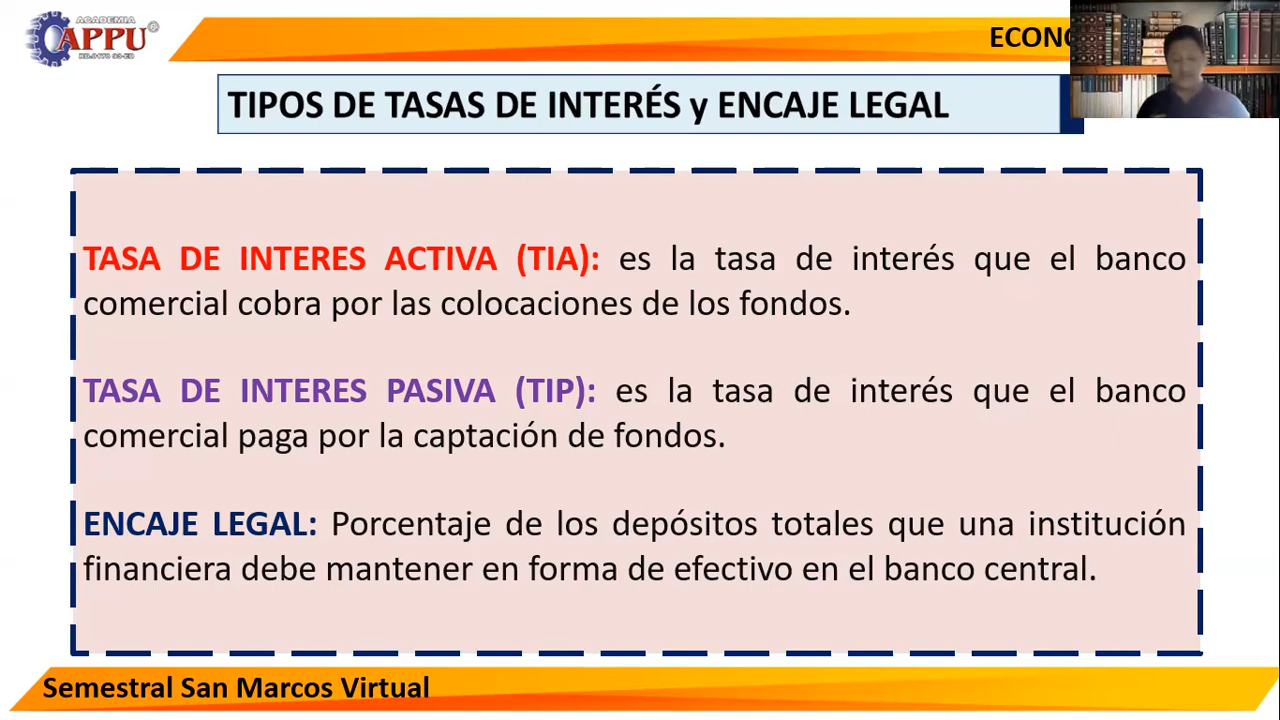 ACADEMIA
APPU
ECONO
TIPOS DE TASAS DE INTERÉS y ENCAJE LEGAL
TASA DE INTERES ACTIVA (TIA): es la tasa de interés que el banco
comercial cobra por las colocaciones de los fondos.
TASA DE INTERES PASIVA (TIP): es la tasa de interés que el banco
comercial paga por la captación de fondos.
ENCAJE LEGAL: Porcentaje de los depósitos totales que una institución
financiera debe mantener en forma de efectivo en el banco central.
Semestral San Marcos Virtual